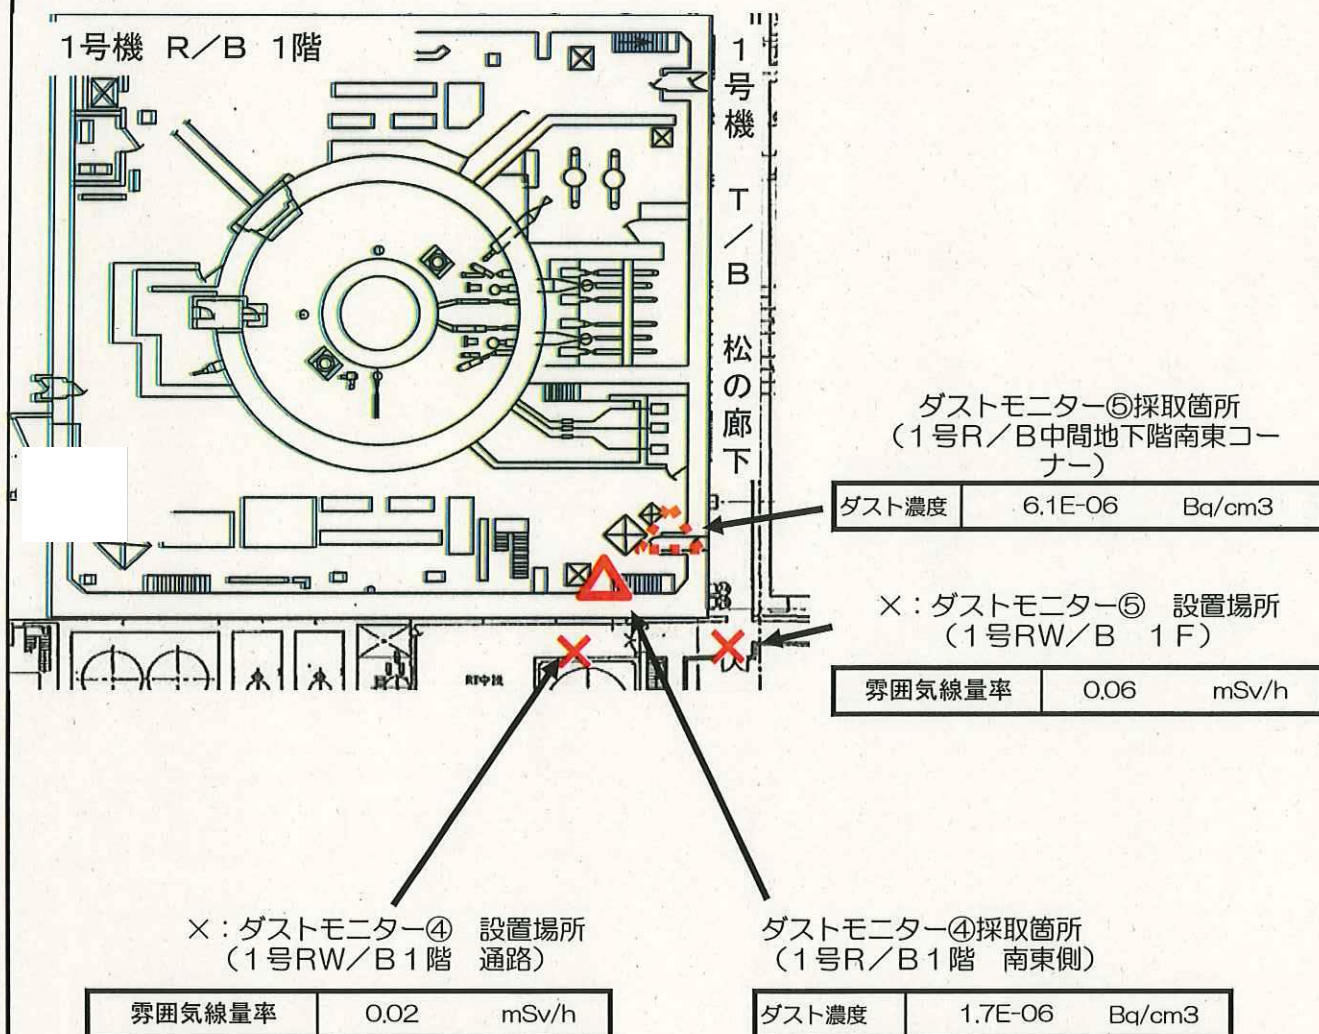 1号機 R／B 1階
1号機 T／B 松の廊下
ダストモニター⑤採取箇所
（1号R／B中間地下階南東コー
ナー）
ダスト濃度 6.1E-06 Bq/cm3
×：ダストモニター⑤ 設置場所
（1号RW／B 1F）
雰囲気線量率 0.06 mSv/h
×：ダストモニター④ 設置場所
（1号RW／B1階 通路）
雰囲気線量率 0.02 mSv/h
ダストモニター④採取箇所
（1号R／B1階 南東側）
ダスト濃度 1.7E-06 Bq/cm3